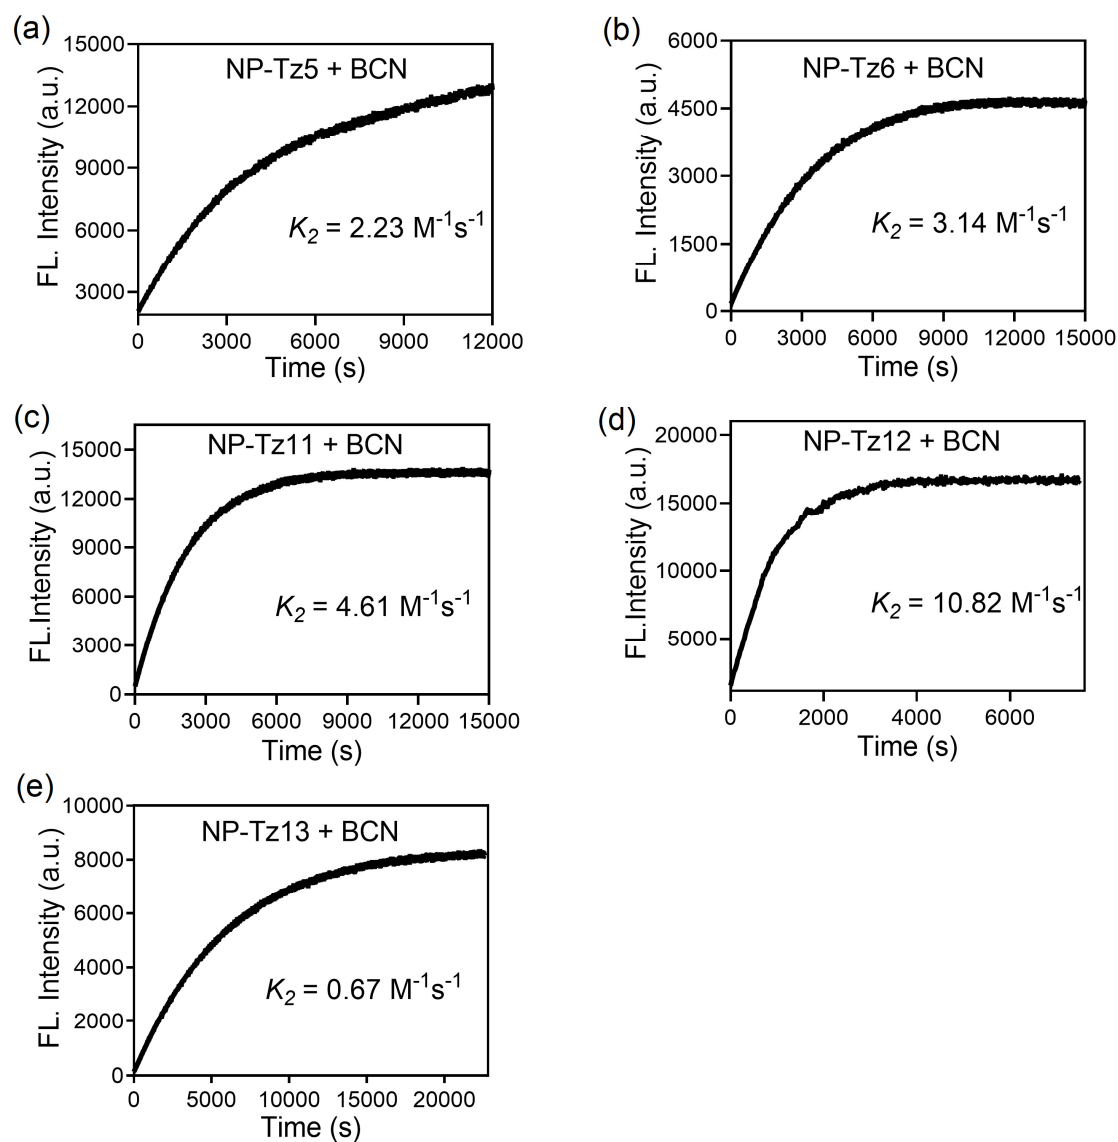 (a)
15000
12000
9000
6000
3000
FL. Intensity (a.u.)
NP-Tz5 + BCN
K₂ = 2.23 M⁻¹s⁻¹
0 3000 6000 9000 12000
Time (s)
(b)
6000
4500
3000
1500
0
FL. Intensity (a.u.)
NP-Tz6 + BCN
K₂ = 3.14 M⁻¹s⁻¹
0 3000 6000 9000 12000 15000
Time (s)
(c)
15000
12000
9000
6000
3000
0
FL.Intensity (a.u.)
NP-Tz11 + BCN
K₂ = 4.61 M⁻¹s⁻¹
0 3000 6000 9000 12000 15000
Time (s)
(d)
20000
15000
10000
5000
FL.Intensity (a.u.)
NP-Tz12 + BCN
K₂ = 10.82 M⁻¹s⁻¹
0 2000 4000 6000
Time (s)
(e)
10000
8000
6000
4000
2000
0
FL. Intensity (a.u.)
NP-Tz13 + BCN
K₂ = 0.67 M⁻¹s⁻¹
0 5000 10000 15000 20000
Time (s)